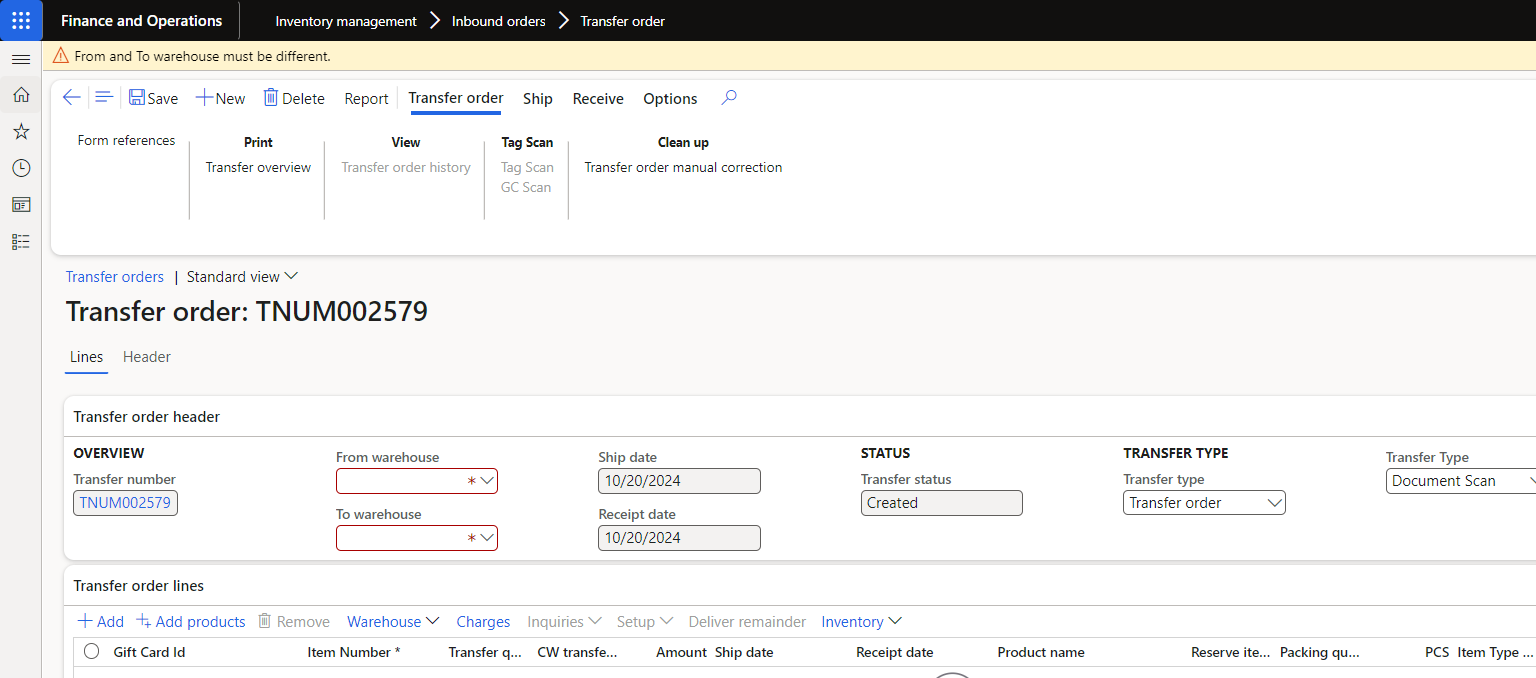 Finance and Operations Inventory management Inbound orders Transfer order
From and To warehouse must be different.
Save New Delete Report Transfer order Ship Receive Options
Form references Print View Tag Scan Clean up
Transfer overview Transfer order history Tag Scan Transfer order manual correction
GC Scan
Transfer orders | Standard view
Transfer order: TNUM002579
Lines Header
Transfer order header
OVERVIEW From warehouse Ship date STATUS TRANSFER TYPE Transfer Type
Transfer number * 10/20/2024 Transfer status Transfer type Document Scan
TNUM002579 To warehouse Receipt date Created Transfer order
* 10/20/2024
Transfer order lines
Add Add products Remove Warehouse Charges Inquiries Setup Deliver remainder Inventory
Gift Card Id Item Number * Transfer q... CW transfe... Amount Ship date Receipt date Product name Reserve ite... Packing qu... PCS Item Type ...